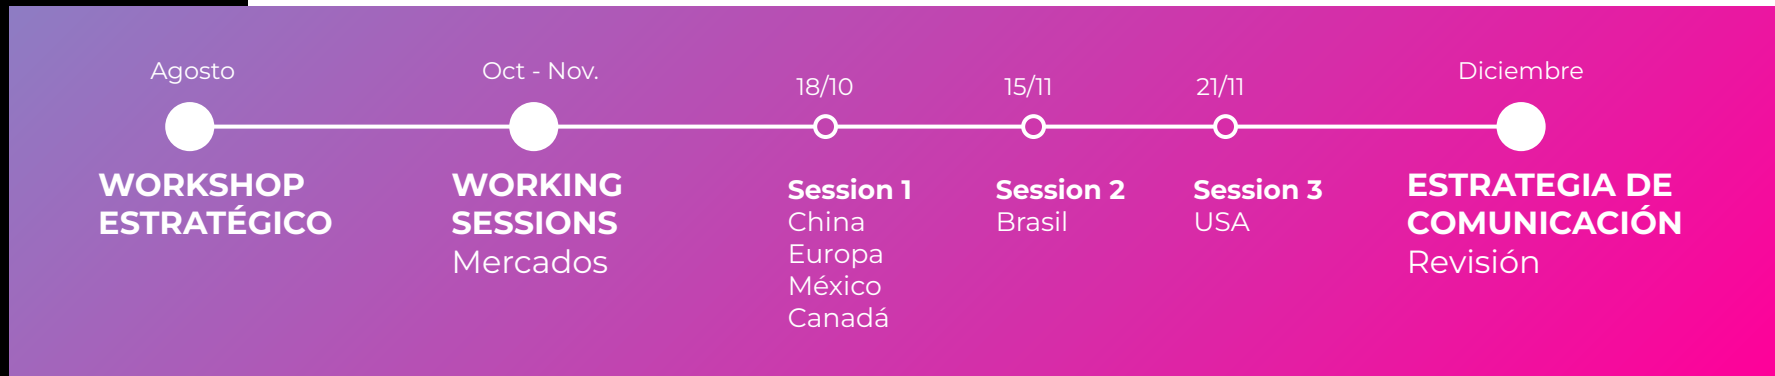 Agosto
WORKSHOP
ESTRATÉGICO
Oct - Nov.
WORKING
SESSIONS
Mercados
18/10
Session 1
China
Europa
México
Canadá
15/11
Session 2
Brasil
21/11
Session 3
USA
Diciembre
ESTRATEGIA DE
COMUNICACIÓN
Revisión